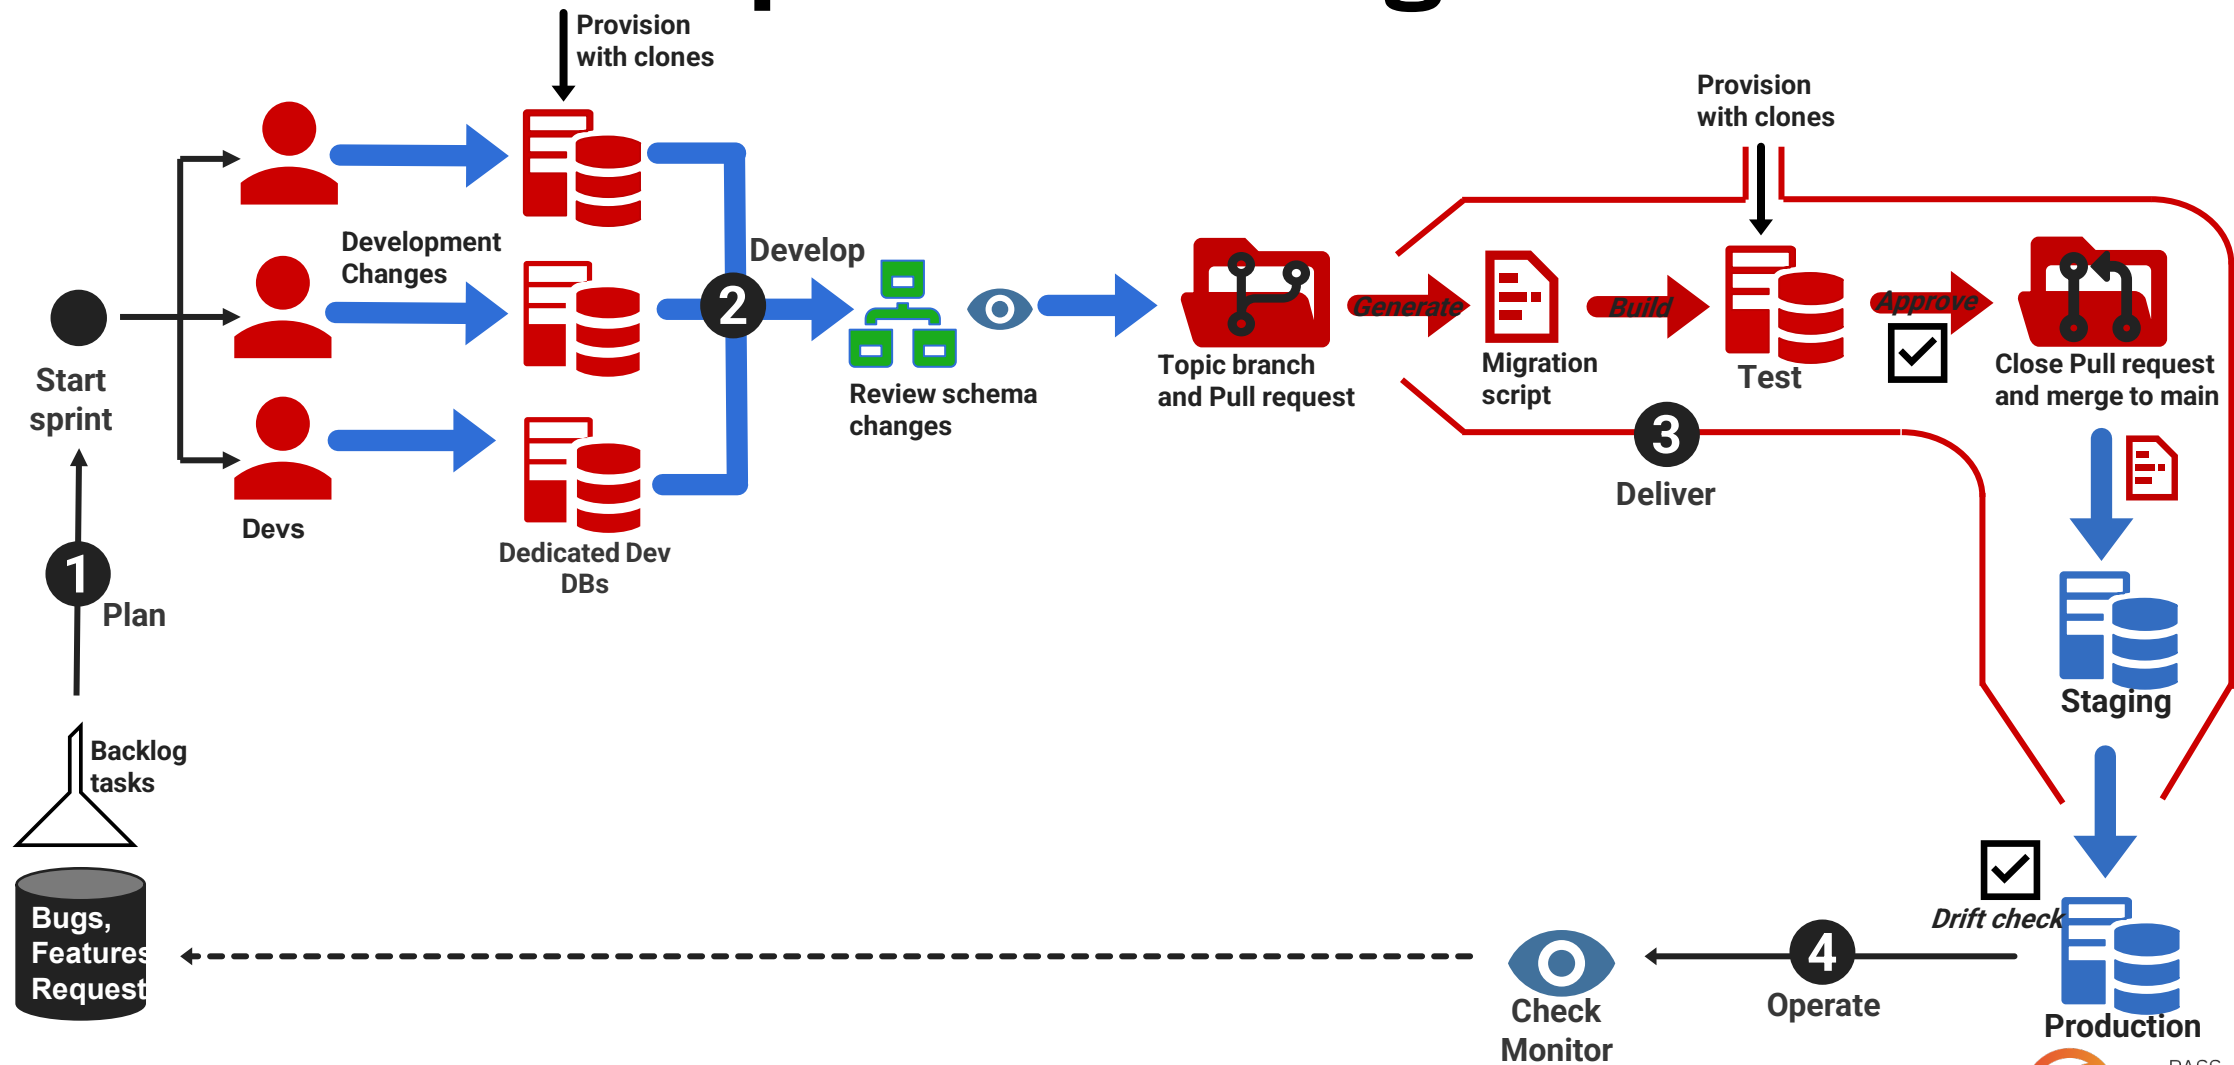 Provision
with clones
Provision
with clones
Development
Changes
Develop
2
Start
sprint
Devs
Dedicated Dev
DBs
Review schema
changes
Topic branch
and Pull request
Generate
Migration
script
Build
Test
Approve
Close Pull request
and merge to main
3
Deliver
1
Plan
Staging
Backlog
tasks
Bugs,
Features
Request
Drift check
4
Operate
Check
Monitor
Production